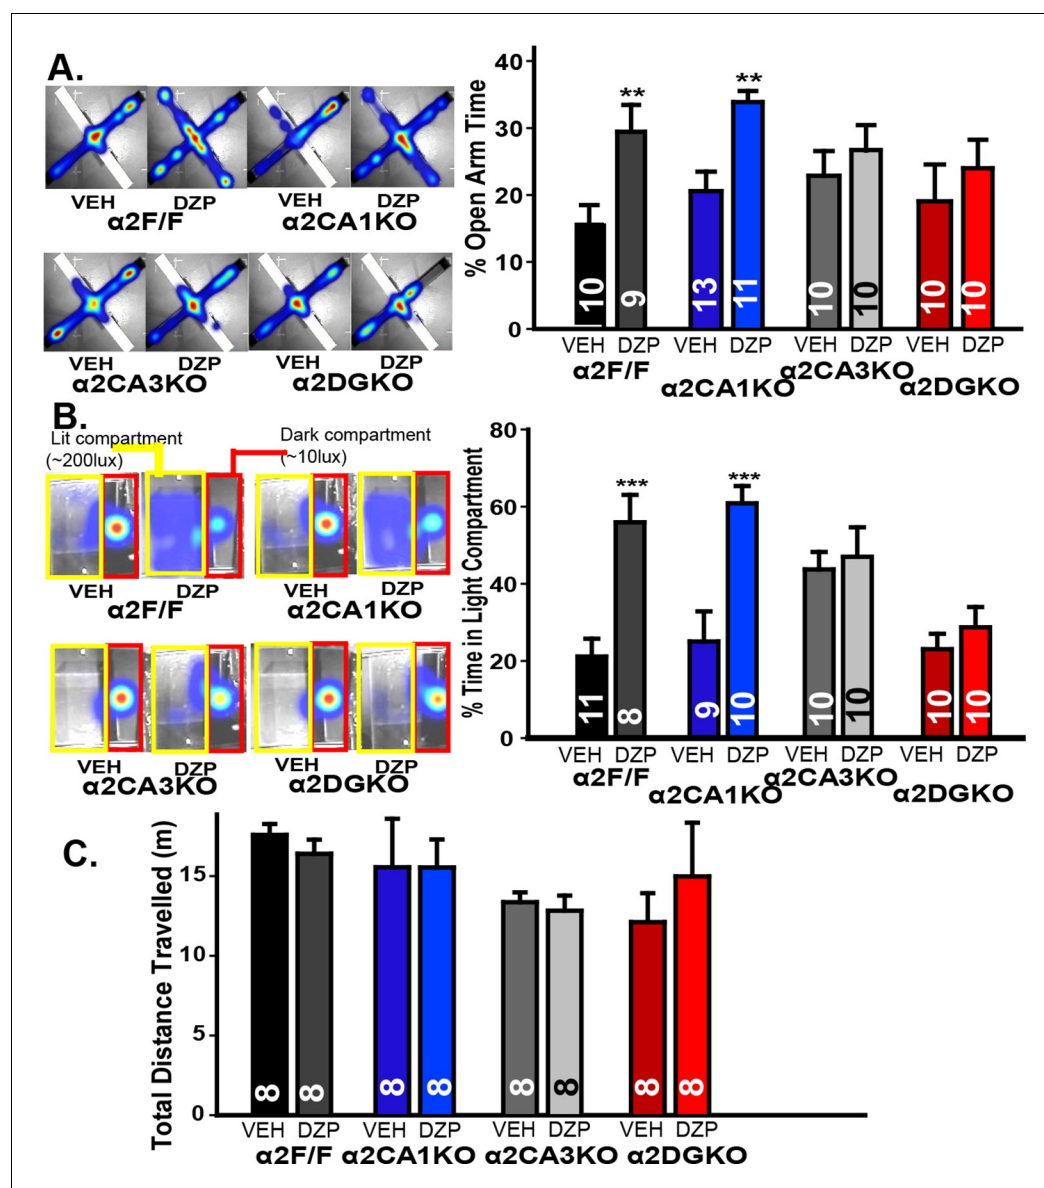 A.
VEH DZP VEH DZP
α2F/F α2CA1KO
VEH DZP VEH DZP
α2CA3KO α2DGKO
% Open Arm Time
40
30
20
10
0
** **
10 9 13 11 10 10 10 10
VEH DZP VEH DZP VEH DZP VEH DZP
α2F/F α2CA1KO α2CA3KO α2DGKO
B.
Lit compartment
(~200lux)
Dark compartment
(~10lux)
VEH DZP VEH DZP
α2F/F α2CA1KO
VEH DZP VEH DZP
α2CA3KO α2DGKO
% Time in Light Compartment
80
60
40
20
0
*** ***
11 8 9 10 10 10 10 10
VEH DZP VEH DZP VEH DZP VEH DZP
α2F/F α2CA1KO α2CA3KO α2DGKO
C.
Total Distance Travelled (m)
15
10
5
0
8 8 8 8 8 8 8 8
VEH DZP VEH DZP VEH DZP VEH DZP
α2F/F α2CA1KO α2CA3KO α2DGKO